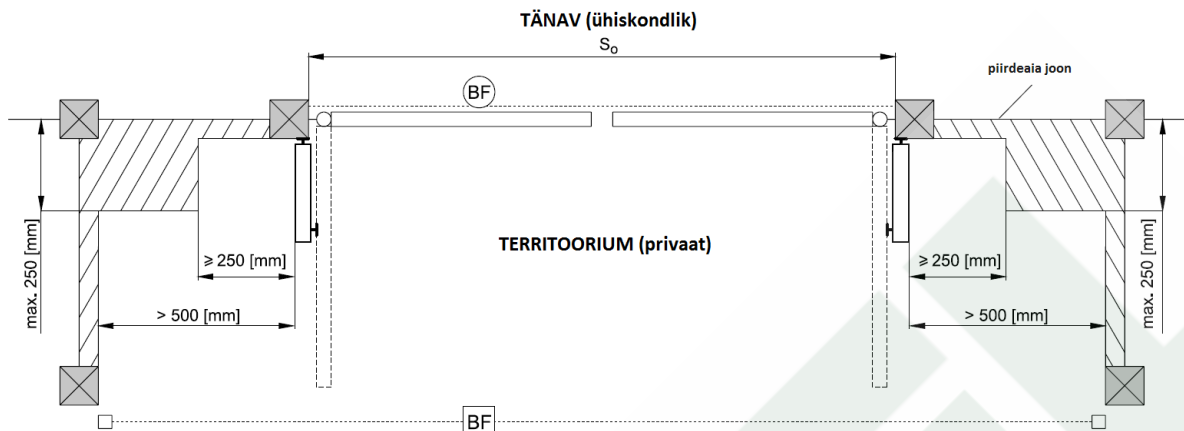 TÄNAV (ühiskondlik)
So
piirdeaia joon
BF
max. 250 [mm]
TERRITOORIUM (privaat)
≥ 250 [mm]
≥ 250 [mm]
max. 250 [mm]
> 500 [mm]
> 500 [mm]
BF